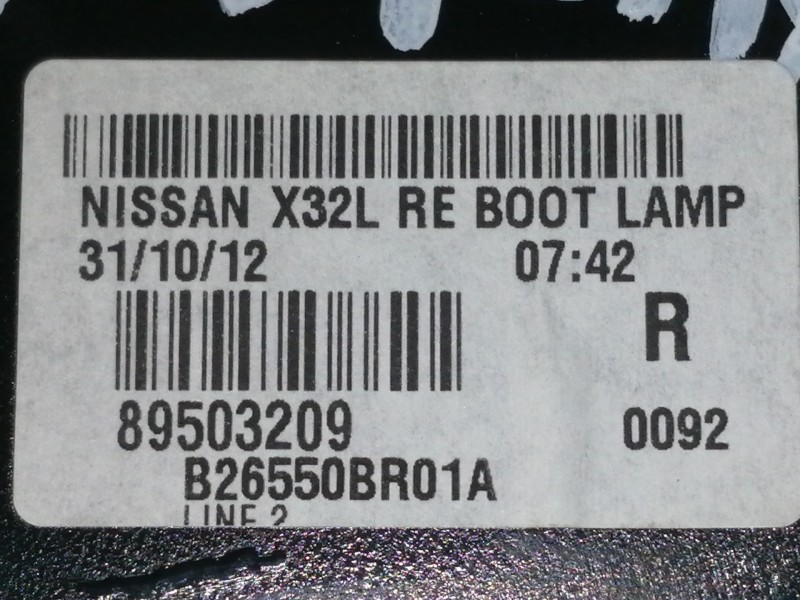 NISSAN X32L RE BOOT LAMP
31/10/12 07:42
R
89503209 0092
B26550BR01A
LINE 2